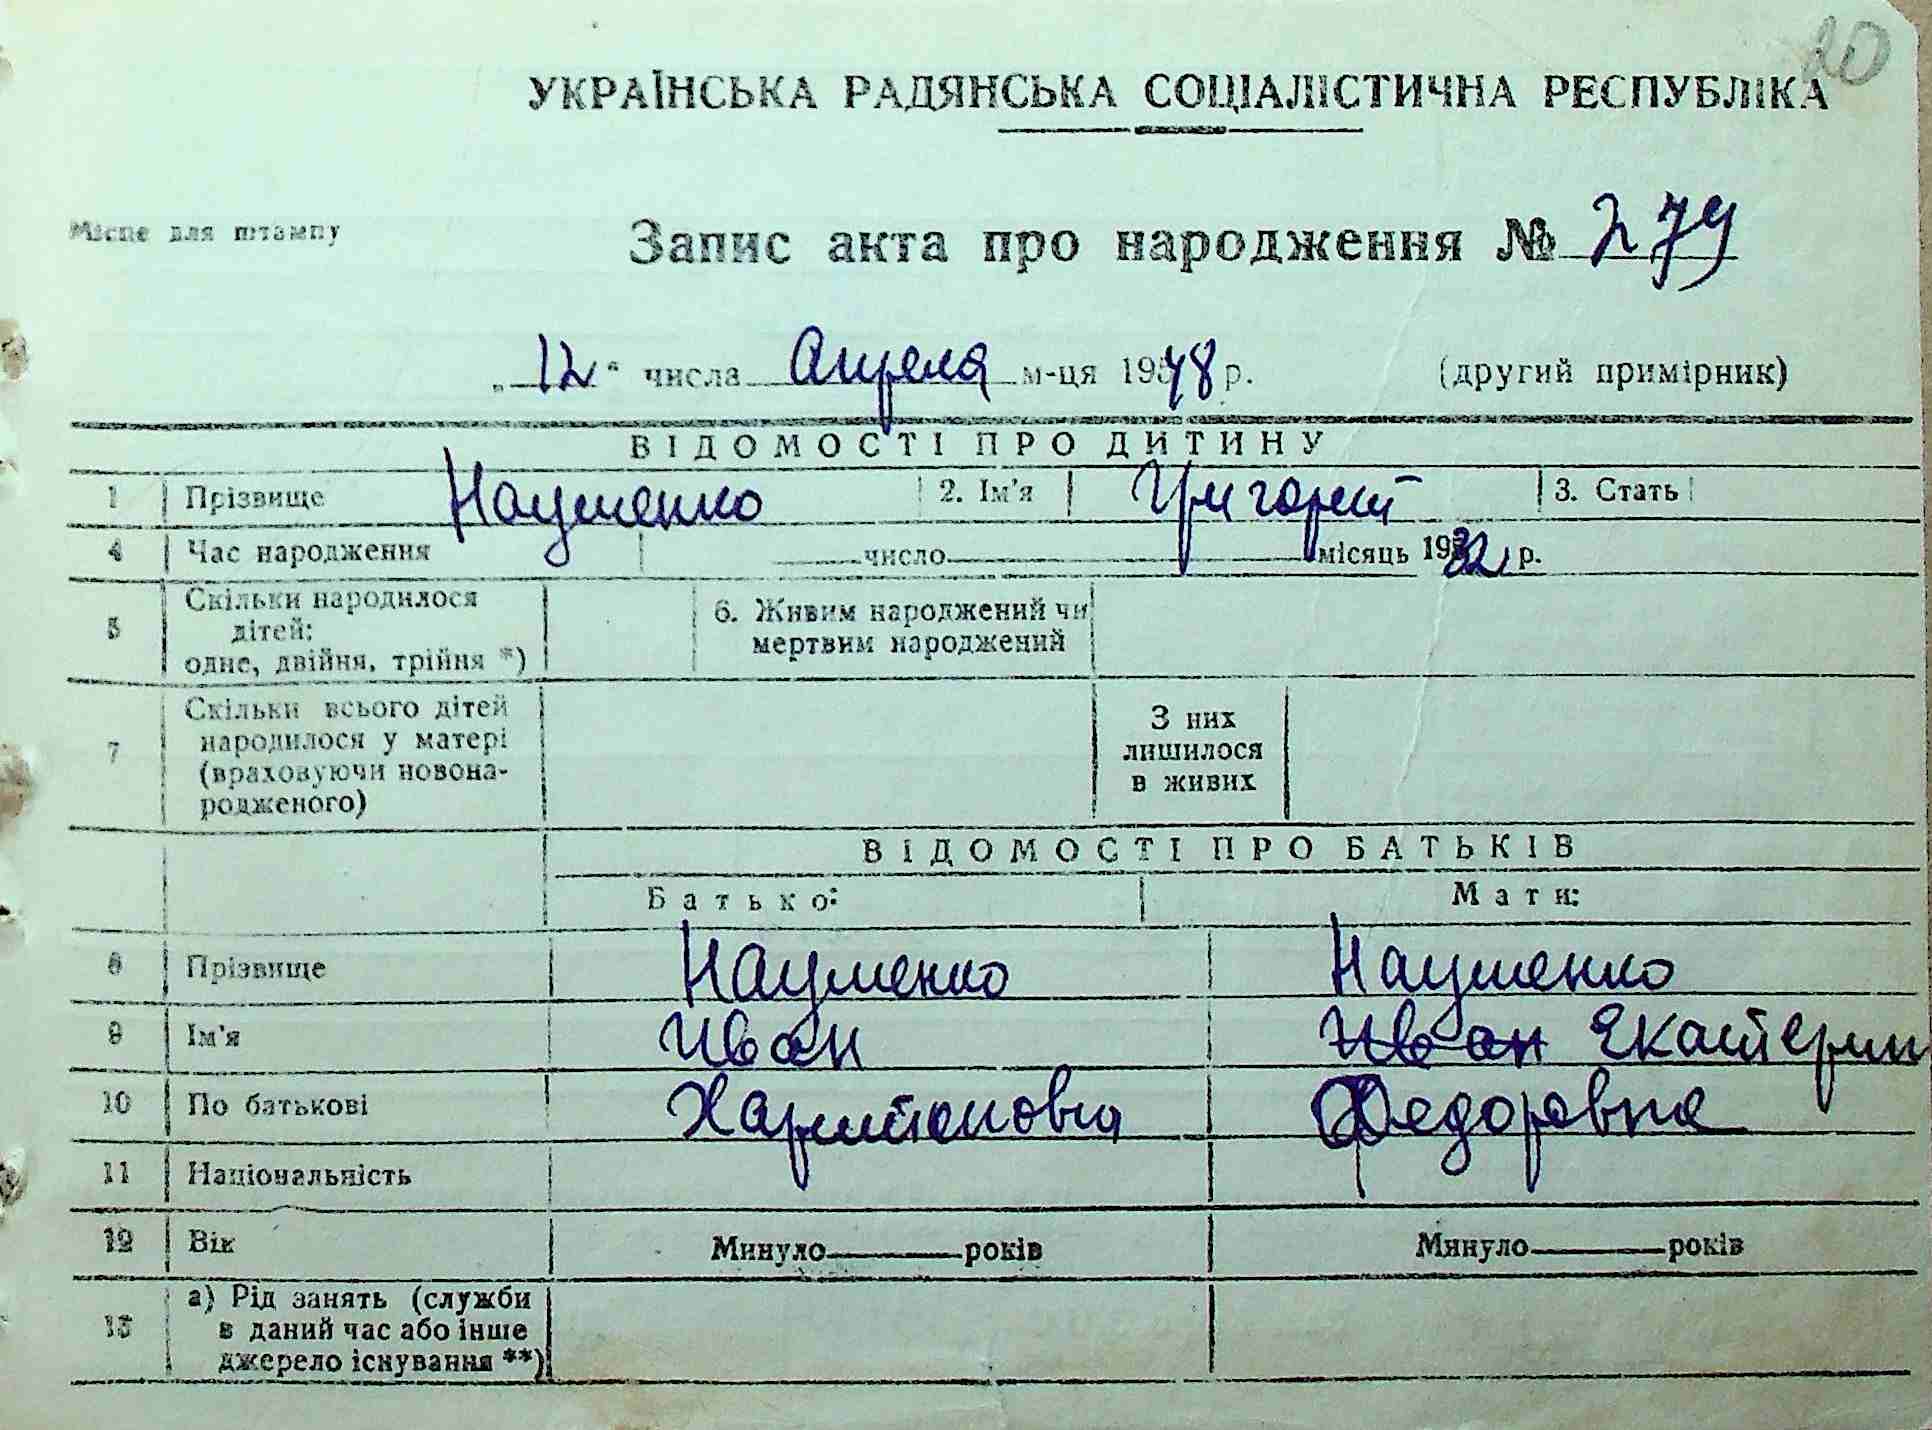 20
УКРАЇНСЬКА РАДЯНСЬКА СОЦІАЛІСТИЧНА РЕСПУБЛІКА
Місце для штампу
Запис акта про народження № 279
„ 12 “ числа Апреля м-ця 1948 р. (другий примірник)
ВІДОМОСТІ ПРО ДИТИНУ
1 Прізвище Науменко 2. Ім'я Григорий 3. Стать
4 Час народження число місяць 1932 р.
5 Скільки народилося дітей: одне, двійня, трійня *) 6. Живим народжений чи мертвим народжений
7 Скільки всього дітей народилося у матері (враховуючи новона-родженого) З них лишилося в живих
ВІДОМОСТІ ПРО БАТЬКІВ
Батько: Мати:
8 Прізвище Науменко Науменко
9 Ім'я Иван Иван Екатерин
10 По батькові Харитонович Федоровна
11 Національність
12 Вік Минуло років Минуло років
13 а) Рід занять (служби в даний час або інше джерело існування **)